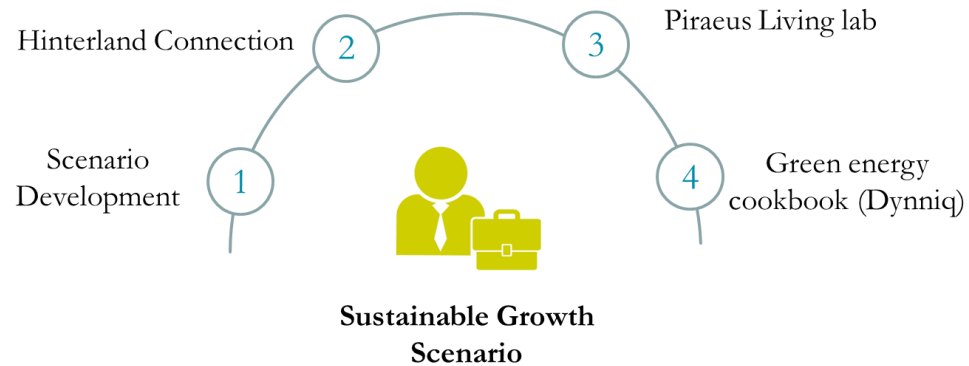 Scenario
Development
1
Hinterland Connection
2
3
Piraeus Living lab
4
Green energy
cookbook (Dynniq)
Sustainable Growth
Scenario